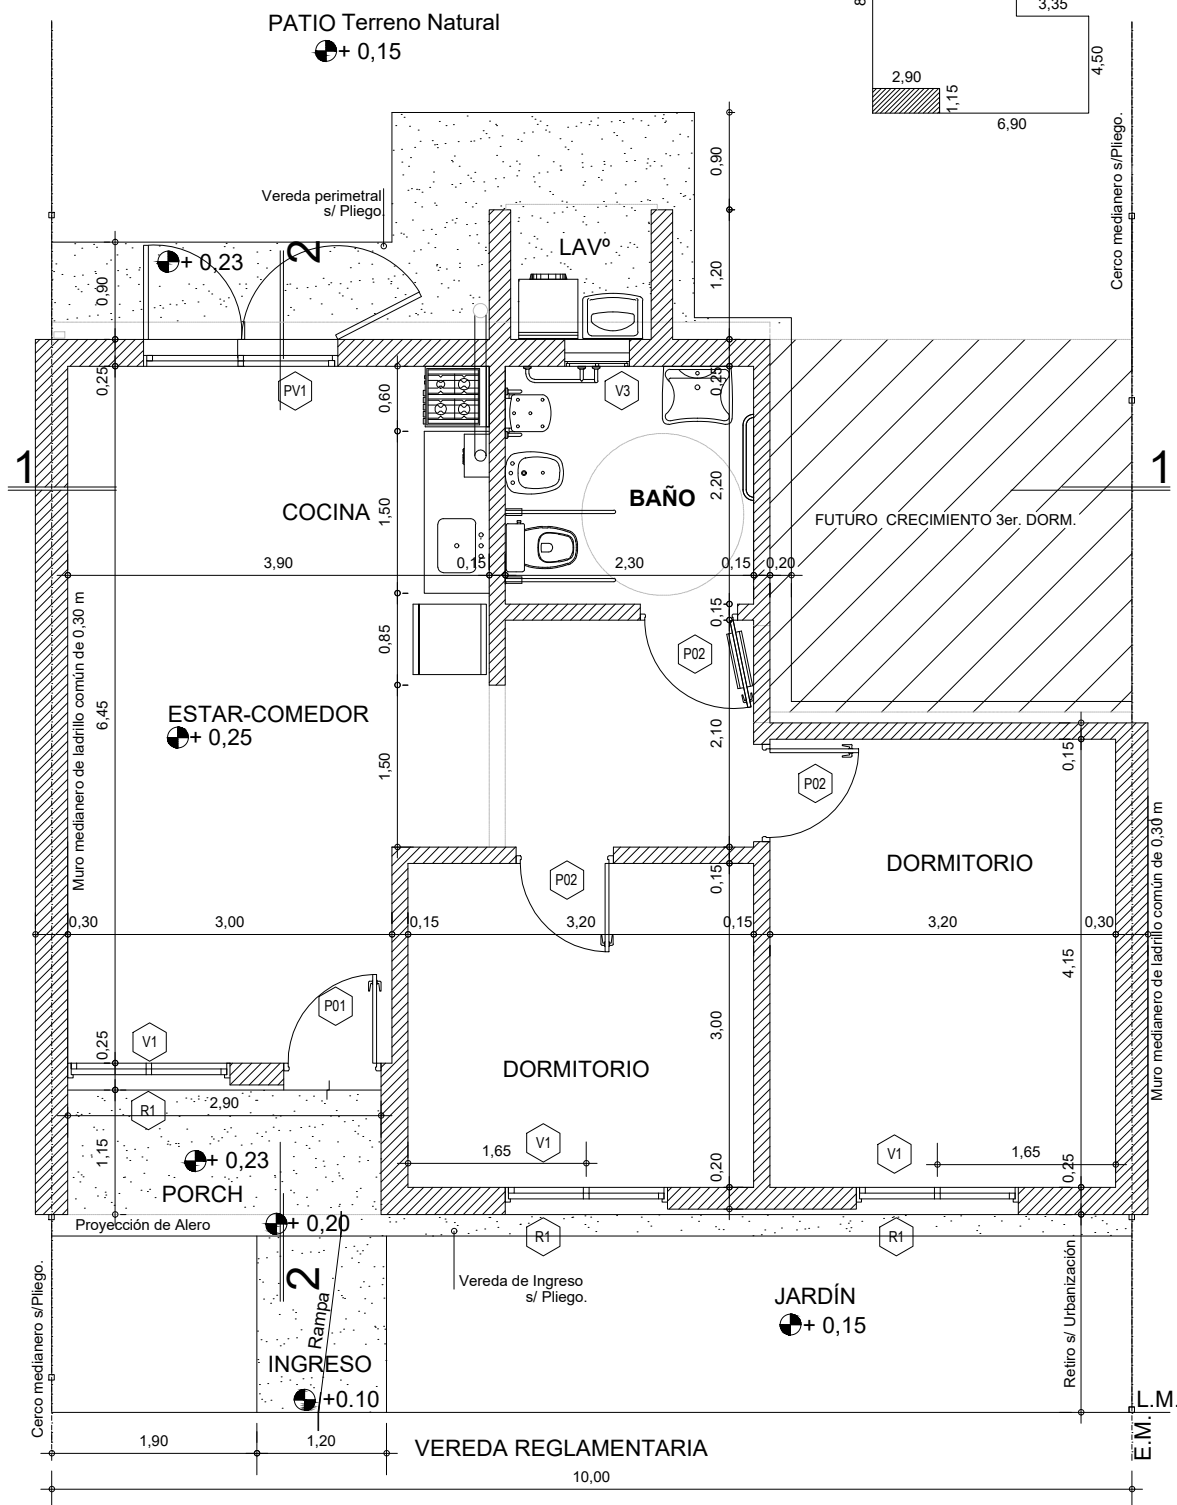 PATIO Terreno Natural
+ 0,15
8
3,35
4,50
2,90
1,15
6,90
Cerco medianero s/Pliego.
0,90
Vereda perimetral
s/ Pliego.
LAVº
2
+ 0,23
0,90
1,20
0,25
PV1
0,60
V3
0,25
1
1
COCINA
1,50
BAÑO
2,20
FUTURO CRECIMIENTO 3er. DORM.
3,90
0,15
2,30
0,15
0,20
Muro medianero de ladrillo común de 0,30 m
0,85
0,15
P02
6,45
ESTAR-COMEDOR
+ 0,25
1,50
2,10
0,15
P02
Muro medianero de ladrillo común de 0,30 m
P02
0,15
DORMITORIO
0,30
3,00
0,15
3,20
0,15
3,20
0,30
4,15
P01
0,25
V1
3,00
DORMITORIO
R1
2,90
1,15
1,65
V1
V1
1,65
0,20
0,25
+ 0,23
PORCH
Proyección de Alero
+ 0,20
R1
R1
Cerco medianero s/Pliego.
2
Rampa
Vereda de Ingreso
s/ Pliego.
JARDÍN
+ 0,15
Retiro s/ Urbanización.
INGRESO
+0.10
L.M.
E.M.
1,90
1,20
VEREDA REGLAMENTARIA
10,00